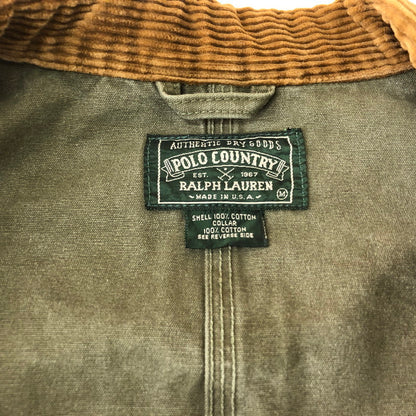 AUTHENTIC DRY GOODS
POLO COUNTRY
EST. 1967
RALPH LAUREN
M
MADE IN U.S.A.
SHELL 100% COTTON
COLLAR
100% COTTON
SEE REVERSE SIDE